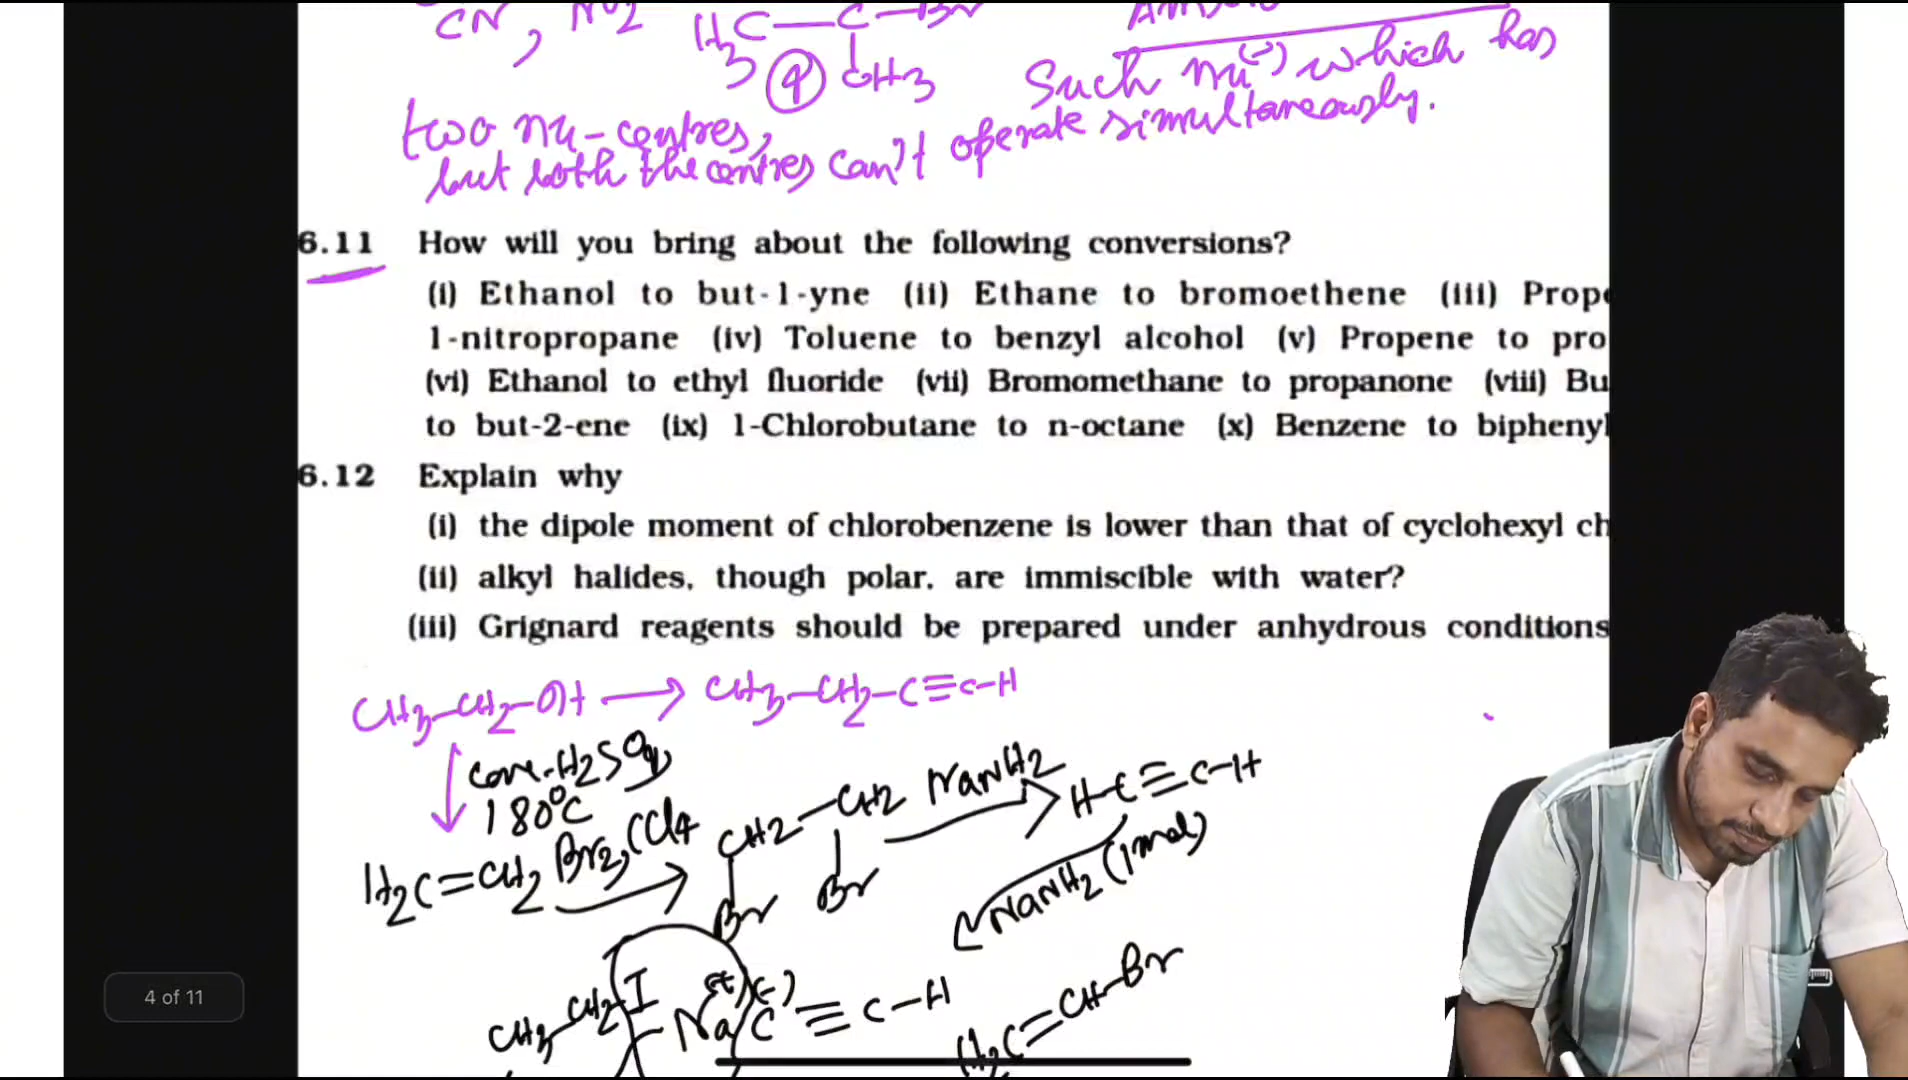 CN, NO2 H3C—C—Br
④ CH3
Such nu(-) which has
two nu-centres,
but both the centres can't operate simultaneously.
6.11 How will you bring about the following conversions?
(i) Ethanol to but-1-yne (ii) Ethane to bromoethene (iii) Prop
1-nitropropane (iv) Toluene to benzyl alcohol (v) Propene to pro
(vi) Ethanol to ethyl fluoride (vii) Bromomethane to propanone (viii) Bu
to but-2-ene (ix) 1-Chlorobutane to n-octane (x) Benzene to biphenyl
6.12 Explain why
(i) the dipole moment of chlorobenzene is lower than that of cyclohexyl ch
(ii) alkyl halides, though polar, are immiscible with water?
(iii) Grignard reagents should be prepared under anhydrous conditions
CH3—CH2—OH → CH3—CH2—C≡C—H
↓ conc. H2SO4
180°C
H2C=CH2 Br2, CCl4 → CH2—CH2 NaNH2 → H—C≡C—H
Br Br
NaNH2 (1 mol)
CH3—CH2 I Na(+) C(-)≡C—H
H2C=CH—Br
4 of 11